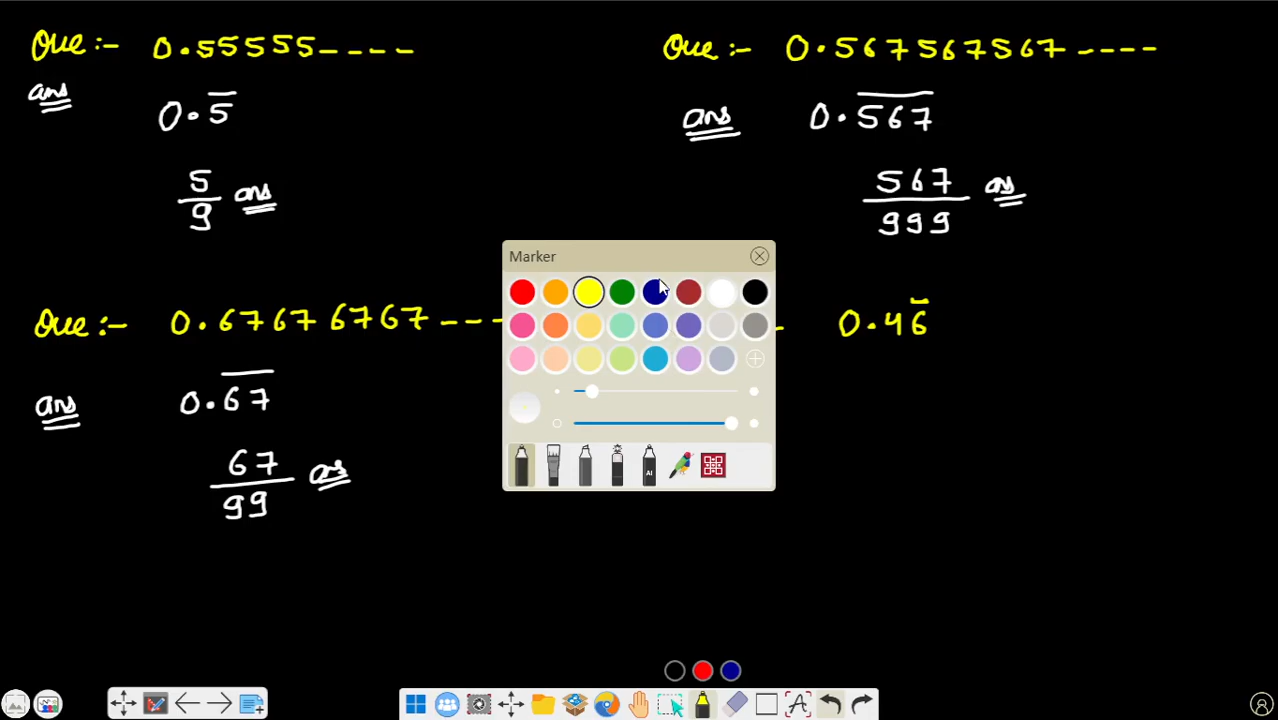 Que :- 0.55555----
ans
0.5̅
5
9
ans
Que :- 0.567567567----
ans
0.5̅6̅7̅
567
999
ans
Marker
AI
Que :- 0.67676767---
ans
0.6̅7̅
67
99
ans
0.46̅